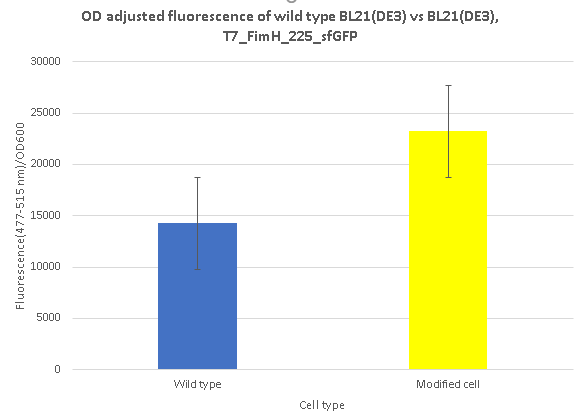 OD adjusted fluorescence of wild type BL21(DE3) vs BL21(DE3),
T7_FimH_225_sfGFP
30000
25000
20000
15000
10000
5000
0
Fluorescence(477-515 nm)/OD600
Wild type
Modified cell
Cell type